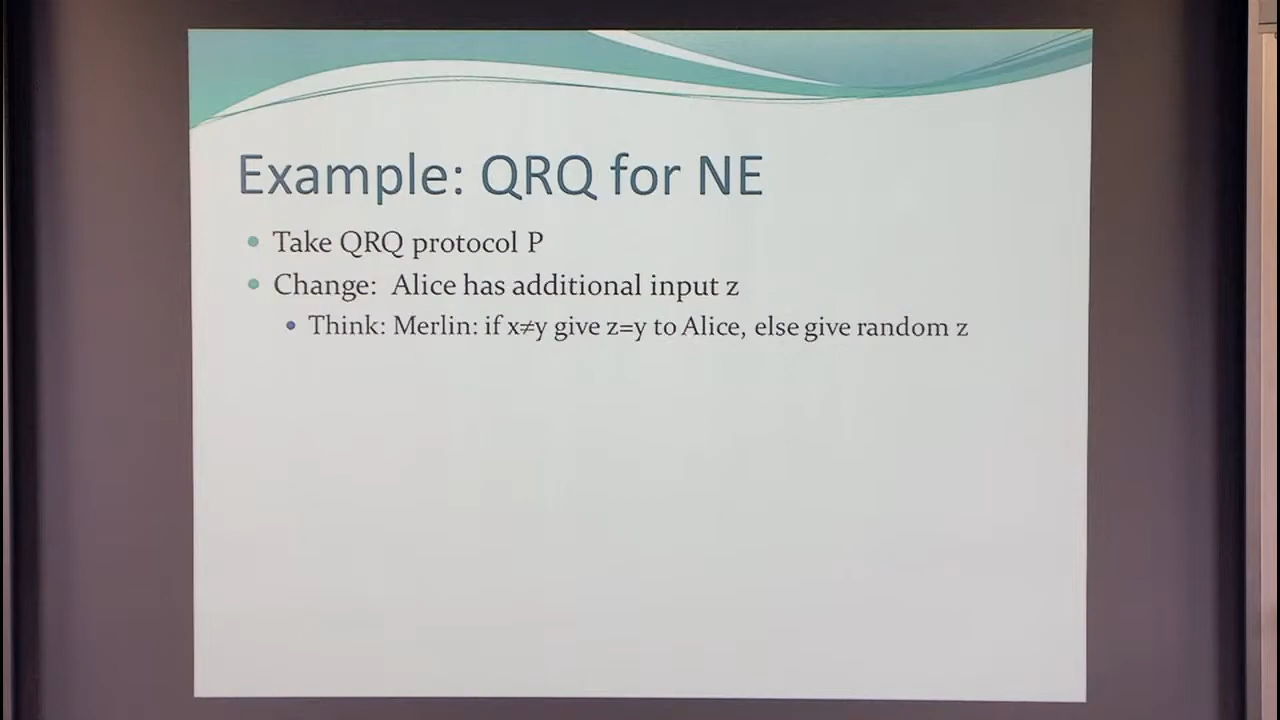 Example: QRQ for NE
Take QRQ protocol P
Change: Alice has additional input z
Think: Merlin: if x≠y give z=y to Alice, else give random z